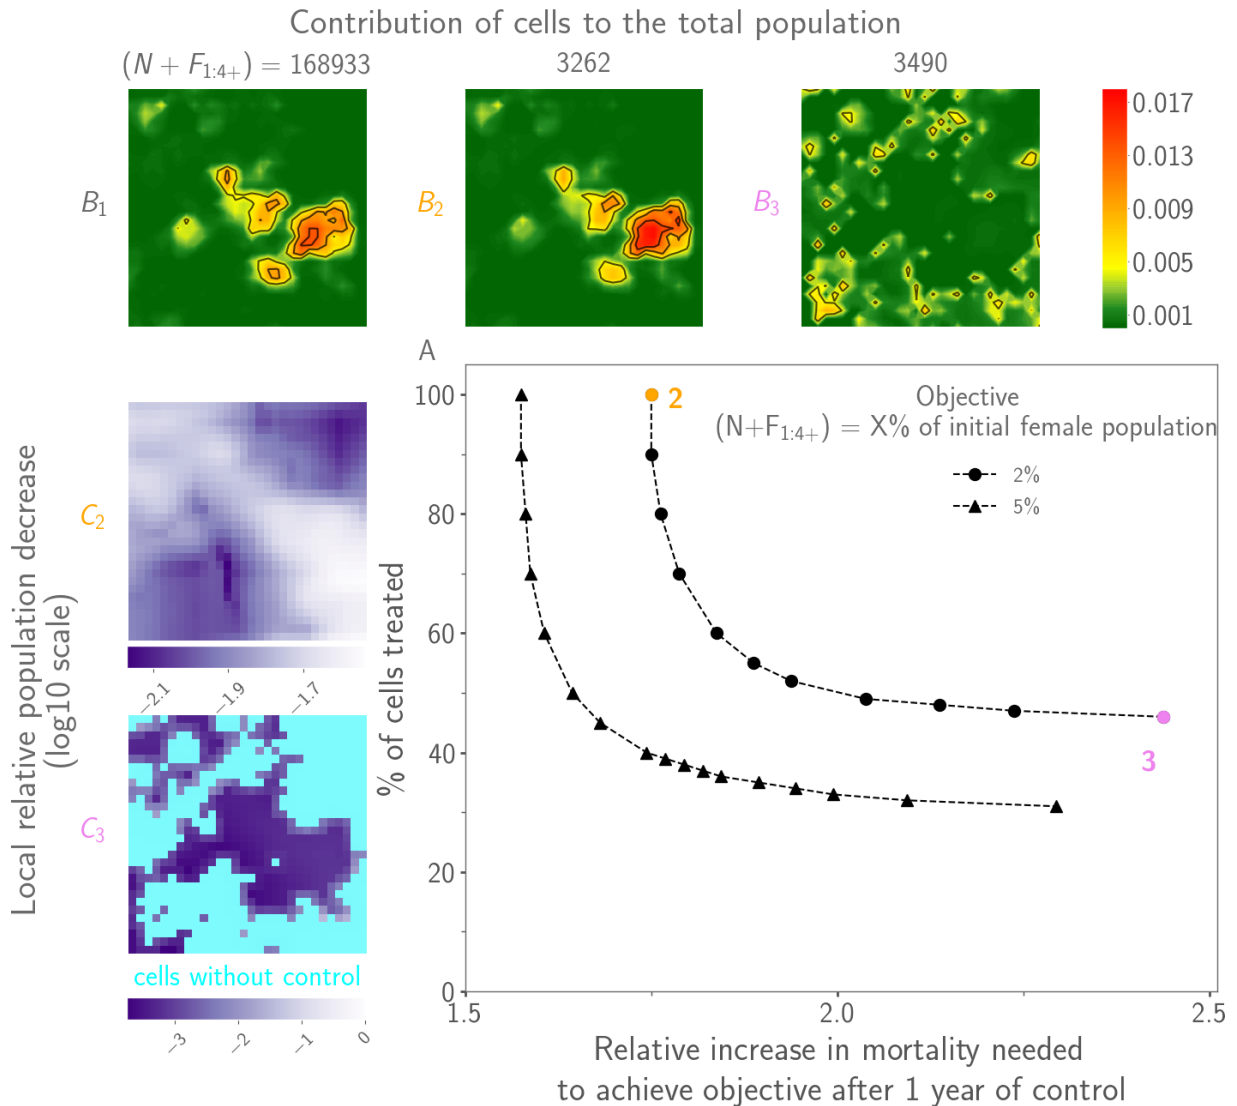 Contribution of cells to the total population
(N + F1:4+) = 168933 3262 3490
B1 B2 B3
0.017
0.013
0.009
0.005
0.001
A
Local relative population decrease
(log10 scale)
C2
−2.1 −1.9 −1.7
C3
cells without control
−3 −2 −1 0
% of cells treated
100
80
60
40
20
0
2
3
Objective
(N+F1:4+) = X% of initial female population
2%
5%
1.5 2.0 2.5
Relative increase in mortality needed
to achieve objective after 1 year of control